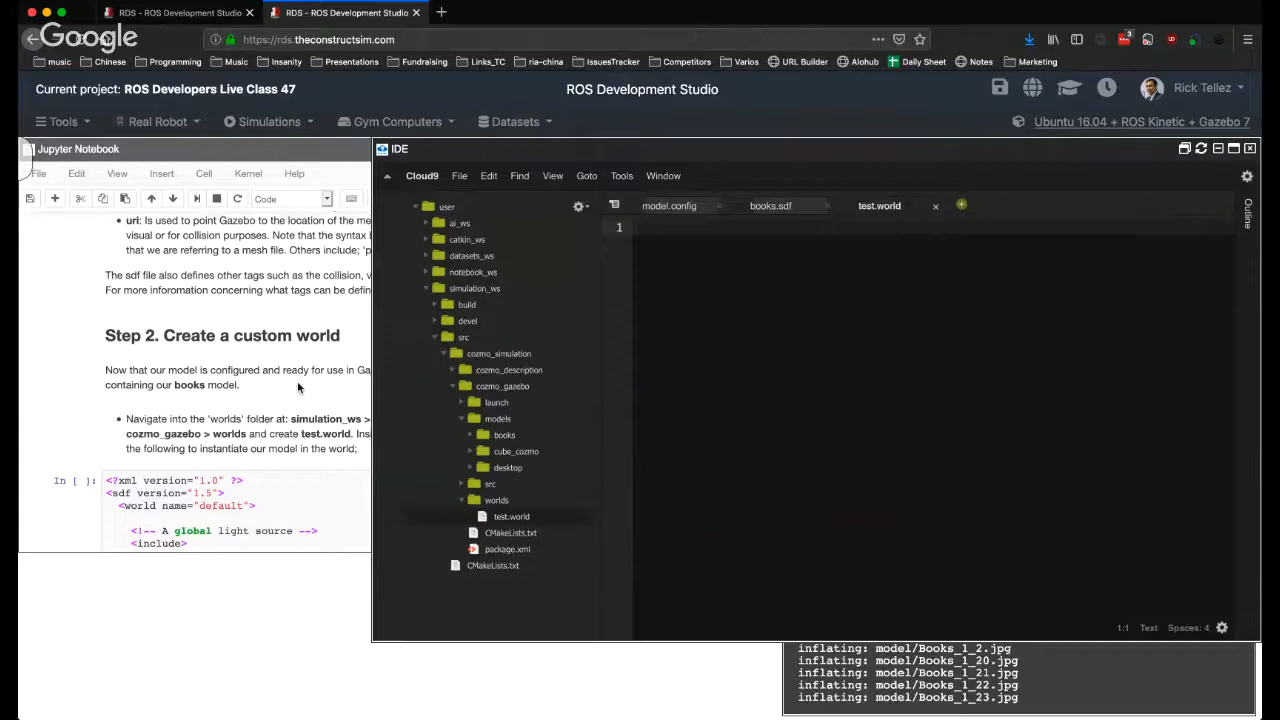 RDS - ROS Development Studio
RDS - ROS Development Studio
Google
https://rds.theconstructsim.com
3
music
Chinese
Programming
Music
Insanity
Presentations
Fundraising
Links_TC
ria-china
IssuesTracker
Competitors
Varios
URL Builder
Alohub
Daily Sheet
Notes
Marketing
Current project: ROS Developers Live Class 47
ROS Development Studio
Rick Tellez
Tools
Real Robot
Simulations
Gym Computers
Datasets
Ubuntu 16.04 + ROS Kinetic + Gazebo 7
Jupyter Notebook
File Edit View Insert Cell Kernel Help
Code
uri: Is used to point Gazebo to the location of the me
visual or for collision purposes. Note that the syntax
that we are referring to a mesh file. Others include; 'p
The sdf file also defines other tags such as the collision, v
For more inforomation concerning what tags can be defin
Step 2. Create a custom world
Now that our model is configured and ready for use in Ga
containing our books model.
Navigate into the 'worlds' folder at: simulation_ws >
cozmo_gazebo > worlds and create test.world. Ins
the following to instantiate our model in the world;
In [ ]:
<?xml version="1.0" ?>
<sdf version="1.5">
<world name="default">
<!-- A global light source -->
<include>
IDE
Cloud9 File Edit Find View Goto Tools Window
user
ai_ws
catkin_ws
datasets_ws
notebook_ws
simulation_ws
build
devel
src
cozmo_simulation
cozmo_description
cozmo_gazebo
launch
models
books
cube_cozmo
desktop
src
worlds
test.world
CMakeLists.txt
package.xml
CMakeLists.txt
model.config
books.sdf
test.world
1
Outline
1:1 Text Spaces: 4
inflating: model/Books_1_2.jpg
inflating: model/Books_1_20.jpg
inflating: model/Books_1_21.jpg
inflating: model/Books_1_22.jpg
inflating: model/Books_1_23.jpg